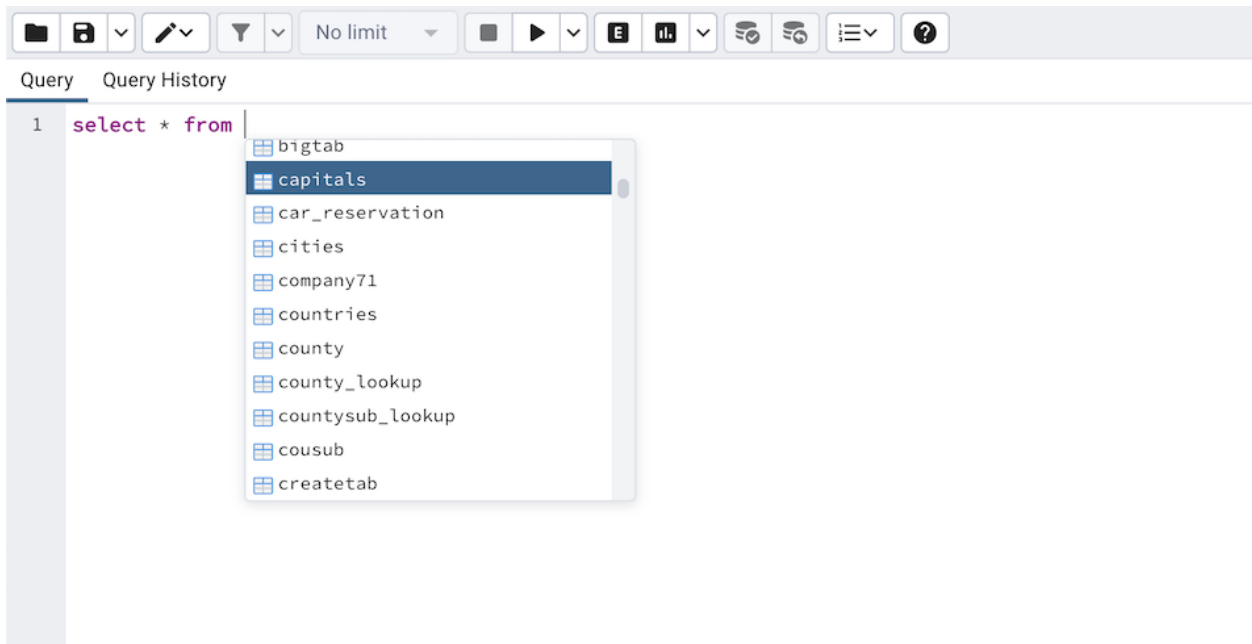 No limit
E
Query Query History
1 select * from
bigtab
capitals
car_reservation
cities
company71
countries
county
county_lookup
countysub_lookup
cousub
createtab